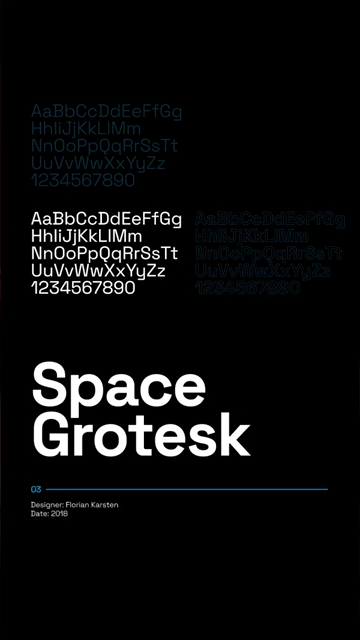 AaBbCcDdEeFfGg
HhIiJjKkLlMm
NnOoPpQqRrSsTt
UuVvWwXxYyZz
1234567890
AaBbCcDdEeFfGg
HhIiJjKkLlMm
NnOoPpQqRrSsTt
UuVvWwXxYyZz
1234567890
AaBbCcDdEeFfGg
HhIiJjKkLlMm
NnOoPpQqRrSsTt
UuVvWwXxYyZz
1234567890
Space
Grotesk
03
Designer: Florian Karsten
Date: 2018